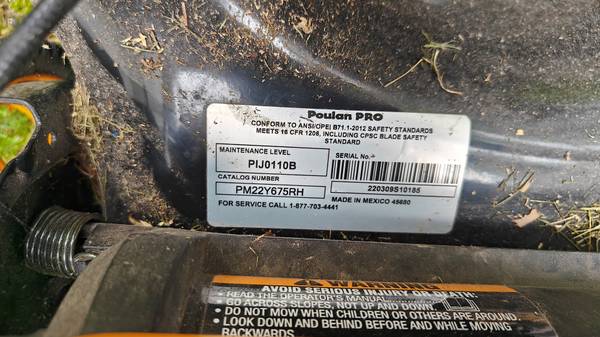 Poulan PRO
CONFORM TO ANSI/OPEI B71.1-2012 SAFETY STANDARDS
MEETS 16 CFR 1205, INCLUDING CPSC BLADE SAFETY
STANDARD
MAINTENANCE LEVEL
PIJ0110B
SERIAL No.
CATALOG NUMBER
PM22Y675RH
220309S10185
FOR SERVICE CALL 1-877-703-4441
MADE IN MEXICO 45680
WARNING
AVOID SERIOUS INJURY OR DEATH:
• READ THE OPERATOR'S MANUAL.
• GO ACROSS SLOPES, NOT UP AND DOWN.
• DO NOT MOW WHEN CHILDREN OR OTHERS ARE AROUND
• LOOK DOWN AND BEHIND BEFORE AND WHILE MOVING
BACKWARDS.